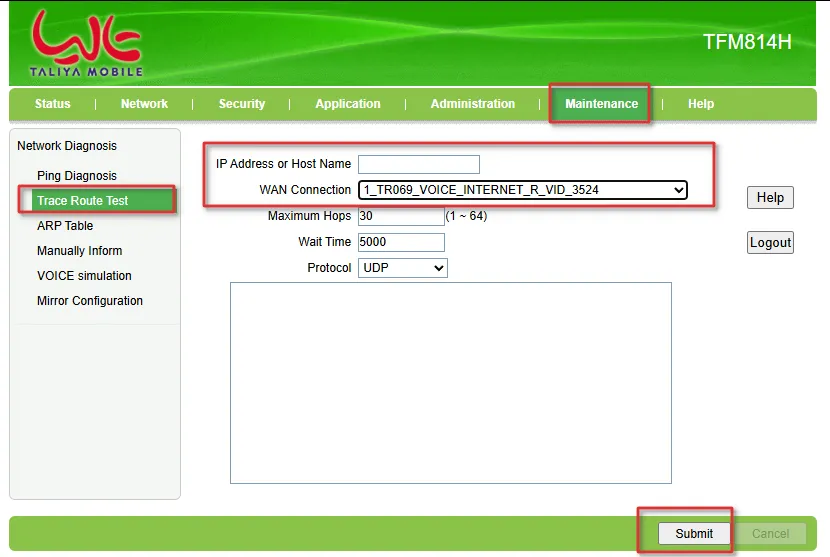 عاليا
TALIYA MOBILE
TFM814H
Status | Network | Security | Application | Administration | Maintenance | Help
Network Diagnosis
Ping Diagnosis
Trace Route Test
ARP Table
Manually Inform
VOICE simulation
Mirror Configuration
IP Address or Host Name
WAN Connection 1_TR069_VOICE_INTERNET_R_VID_3524
Maximum Hops 30 (1 ~ 64)
Wait Time 5000
Protocol UDP
Help
Logout
Submit Cancel